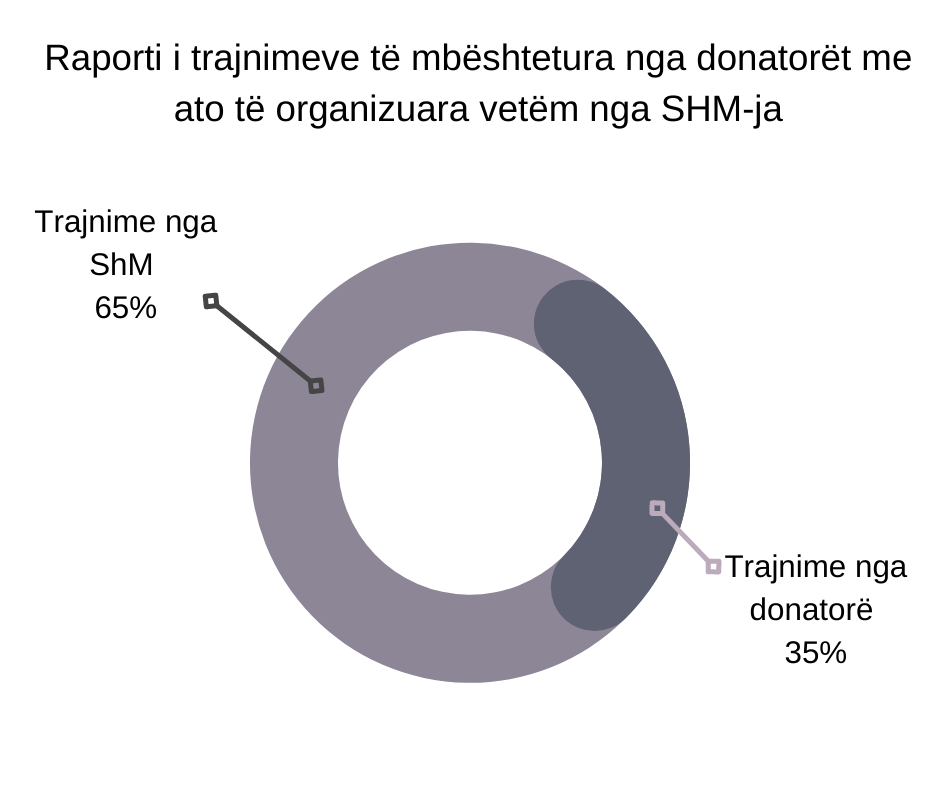 Raporti i trajnimeve të mbështetura nga donatorët me
ato të organizuara vetëm nga SHM-ja
Trajnime nga
ShM
65%
Trajnime nga
donatorë
35%